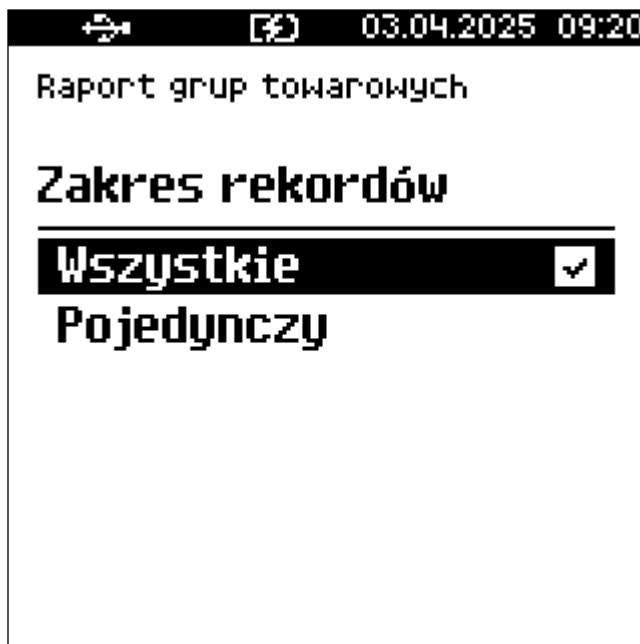 03.04.2025 09:20
Raport grup towarowych
Zakres rekordów
Wszystkie
Pojedynczy